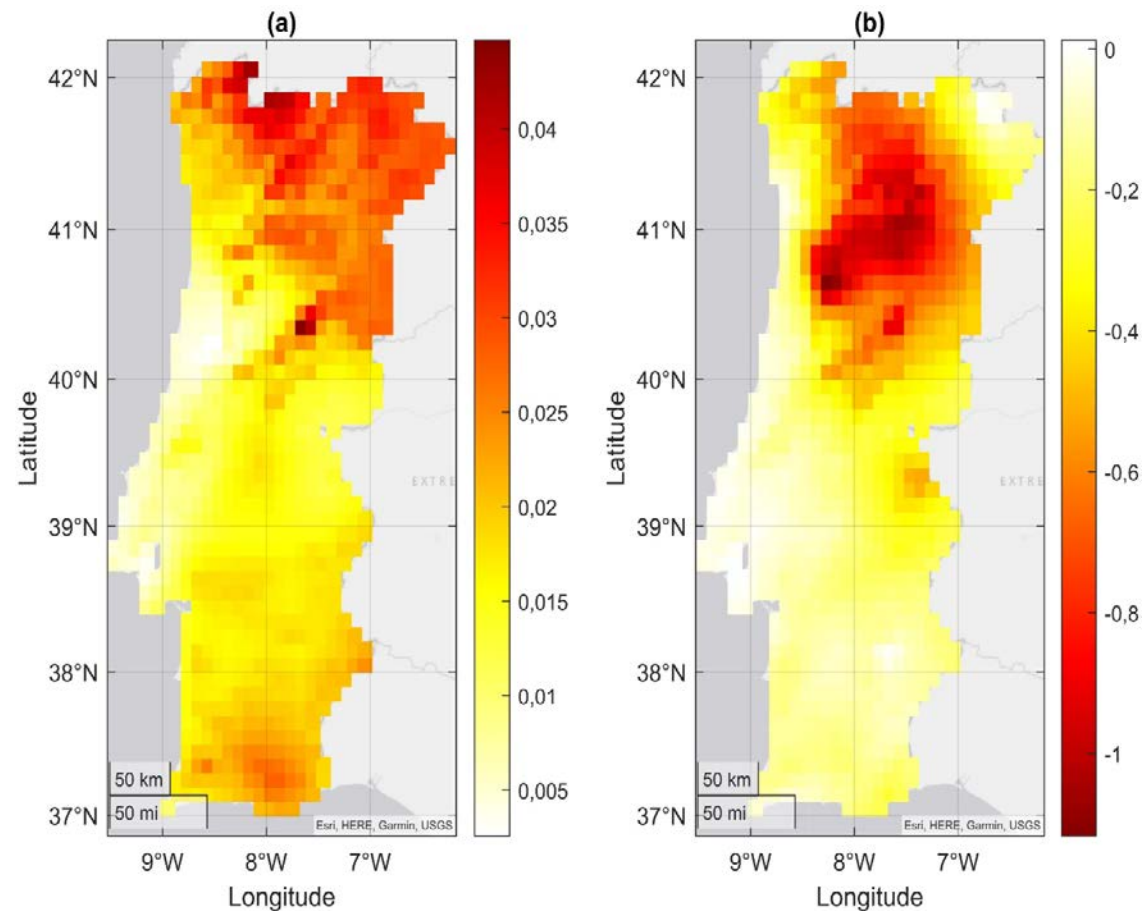 (a)
(b)
42°N
41°N
40°N
39°N
38°N
37°N
Latitude
9°W
8°W
7°W
Longitude
50 km
50 mi
EXTRE
Esri, HERE, Garmin, USGS
0,04
0,035
0,03
0,025
0,02
0,015
0,01
0,005
42°N
41°N
40°N
39°N
38°N
37°N
Latitude
9°W
8°W
7°W
Longitude
50 km
50 mi
EXTRE
Esri, HERE, Garmin, USGS
0
-0,2
-0,4
-0,6
-0,8
-1